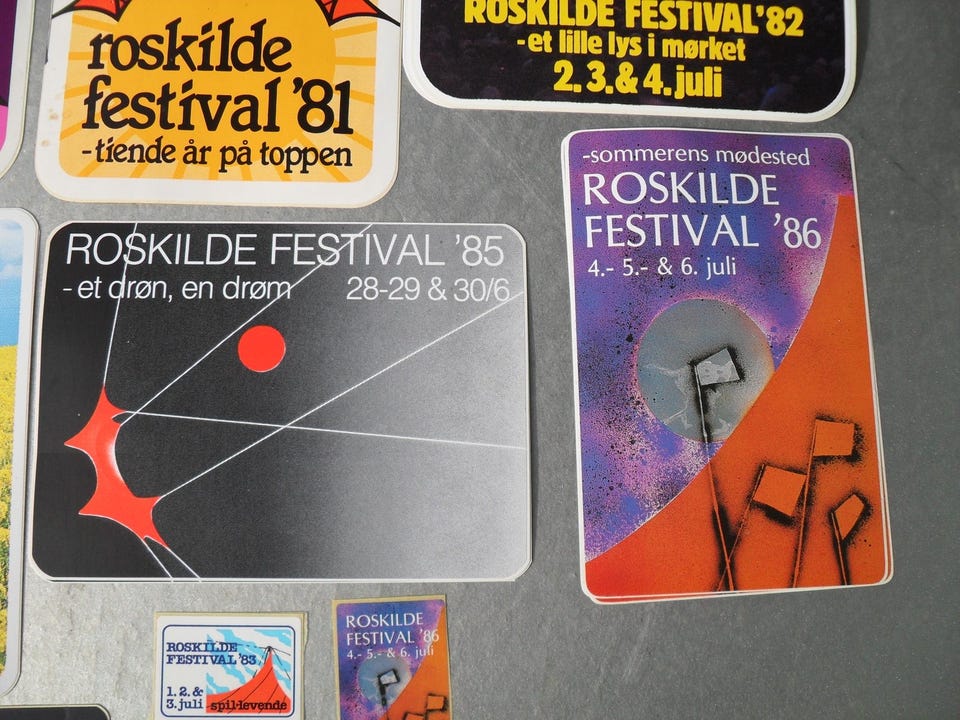 roskilde
festival '81
-tiende år på toppen
ROSKILDE FESTIVAL '82
-et lille lys i mørket
2. 3. & 4. juli
ROSKILDE FESTIVAL '85
- et drøn, en drøm 28-29 & 30/6
-sommerens mødested
ROSKILDE
FESTIVAL '86
4.- 5.- & 6. juli
ROSKILDE
FESTIVAL '83
1. 2. &
3. juli -spil·levende
ROSKILDE
FESTIVAL '86
4.- 5.- & 6. juli